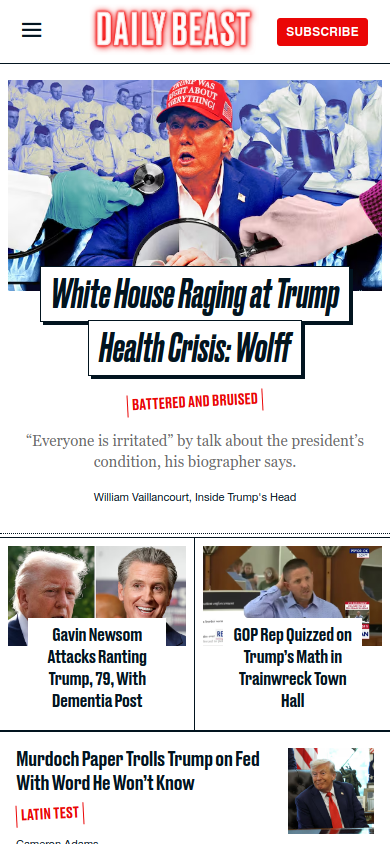 DAILY BEAST
SUBSCRIBE
TRUMP WAS
RIGHT ABOUT
EVERYTHING!
White House Raging at Trump
Health Crisis: Wolff
BATTERED AND BRUISED
“Everyone is irritated” by talk about the president’s
condition, his biographer says.
William Vaillancourt, Inside Trump's Head
Gavin Newsom
Attacks Ranting
Trump, 79, With
Dementia Post
GOP Rep Quizzed on
Trump’s Math in
Trainwreck Town
Hall
Murdoch Paper Trolls Trump on Fed
With Word He Won’t Know
LATIN TEST
Cameron Adams